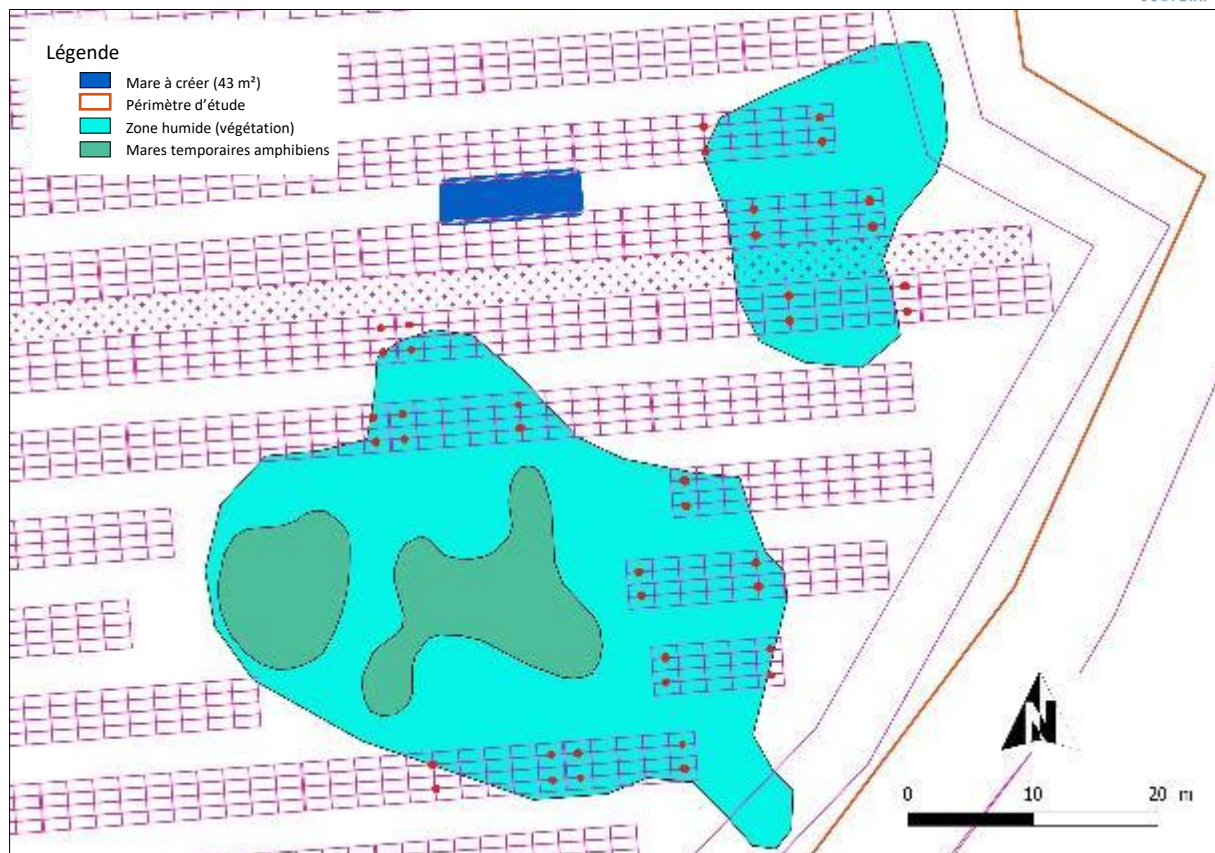 Légende
Mare à créer (43 m²)
Périmètre d'étude
Zone humide (végétation)
Mares temporaires amphibiens
N
0 10 20 m